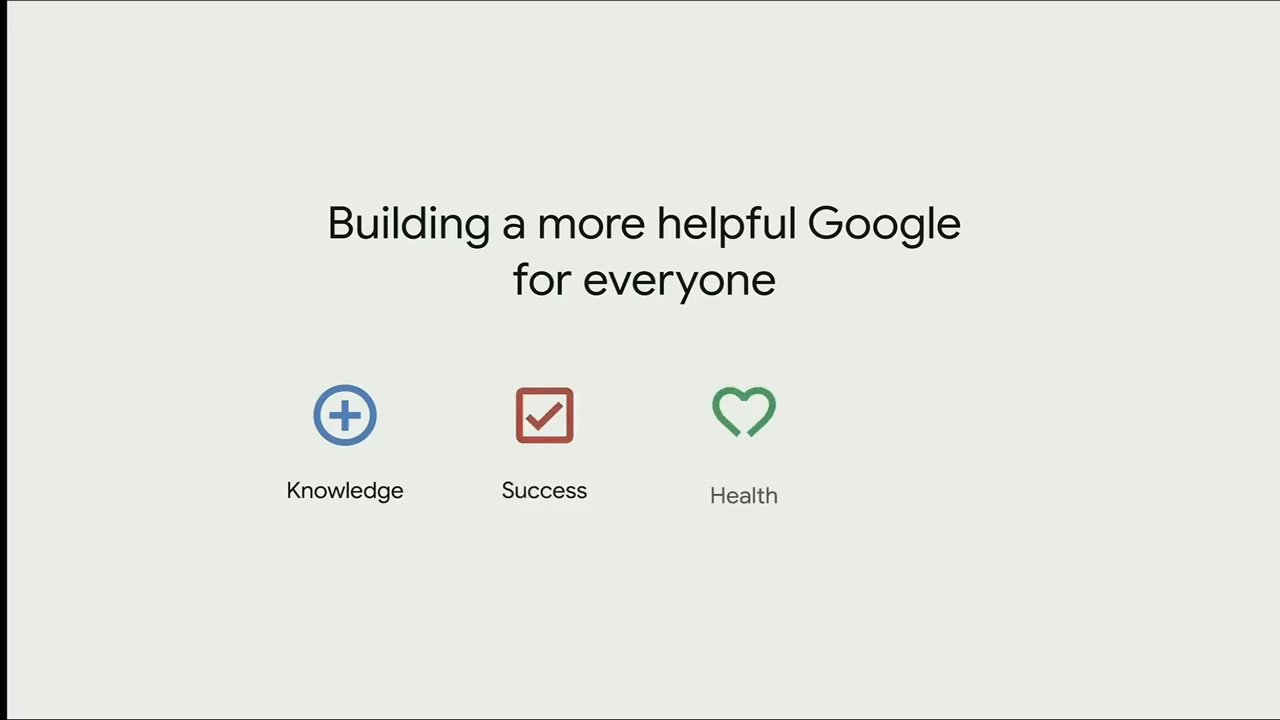 Building a more helpful Google
for everyone
Knowledge
Success
Health